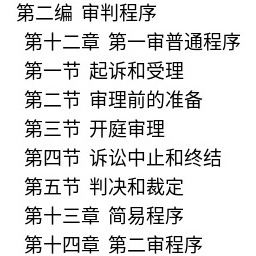 第二编 审判程序
第十二章 第一审普通程序
第一节 起诉和受理
第二节 审理前的准备
第三节 开庭审理
第四节 诉讼中止和终结
第五节 判决和裁定
第十三章 简易程序
第十四章 第二审程序